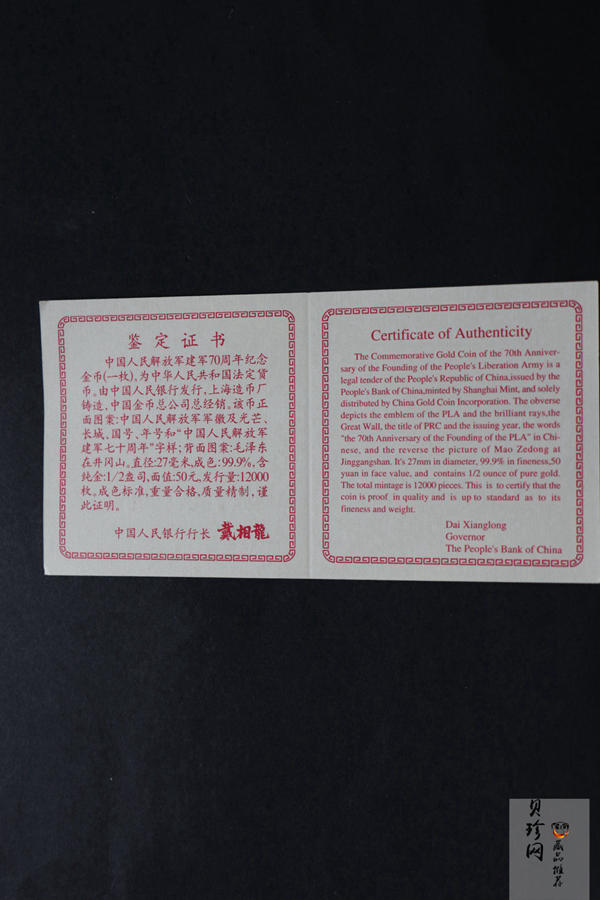 鉴定证书
中国人民解放军建军70周年纪念
金币(一枚),为中华人民共和国法定货
币。由中国人民银行发行,上海造币厂
铸造,中国金币总公司总经销。该币正
面图案:中国人民解放军军徽及光芒、
长城、国号、年号和“中国人民解放军
建军七十周年”字样;背面图案:毛泽东
在井冈山。直径:27毫米,成色:99.9%,含
纯金:1/2盎司,面值:50元,发行量:12000
枚。成色标准,重量合格,质量精制,谨
此证明。
中国人民银行行长 戴相龍
Certificate of Authenticity
The Commemorative Gold Coin of the 70th Anniver-
sary of the Founding of the People's Liberation Army is a
legal tender of the People's Republic of China,issued by the
People's Bank of China,minted by Shanghai Mint, and solely
distributed by China Gold Coin Incorporation. The obverse
depicts the emblem of the PLA and the brilliant rays,the
Great Wall, the title of PRC and the issuing year, the words
"the 70th Anniversary of the Founding of the PLA" in Chi-
nese, and the reverse the picture of Mao Zedong at
Jinggangshan. It's 27mm in diameter, 99.9% in fineness,50
yuan in face value, and contains 1/2 ounce of pure gold.
The total mintage is 12000 pieces. This is to certify that the
coin is proof in quality and is up to standard as to its
fineness and weight.
Dai Xianglong
Governor
The People's Bank of China
贝珍网
藏品推荐